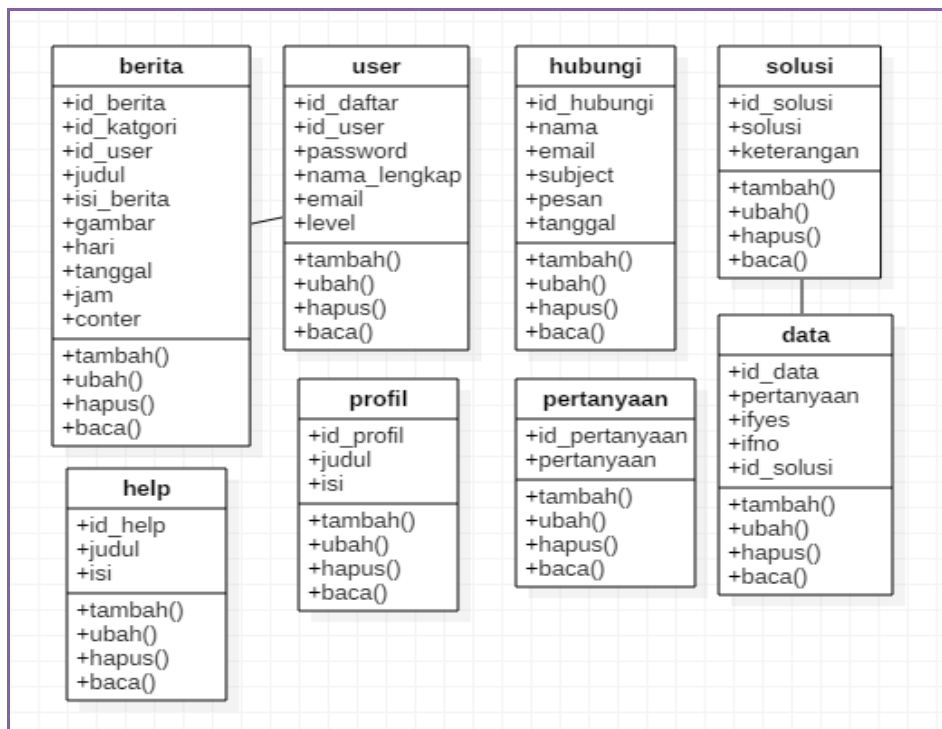 berita
+id_berita
+id_katgori
+id_user
+judul
+isi_berita
+gambar
+hari
+tanggal
+jam
+conter
+tambah()
+ubah()
+hapus()
+baca()
user
+id_daftar
+id_user
+password
+nama_lengkap
+email
+level
+tambah()
+ubah()
+hapus()
+baca()
hubungi
+id_hubungi
+nama
+email
+subject
+pesan
+tanggal
+tambah()
+ubah()
+hapus()
+baca()
solusi
+id_solusi
+solusi
+keterangan
+tambah()
+ubah()
+hapus()
+baca()
help
+id_help
+judul
+isi
+tambah()
+ubah()
+hapus()
+baca()
profil
+id_profil
+judul
+isi
+tambah()
+ubah()
+hapus()
+baca()
pertanyaan
+id_pertanyaan
+pertanyaan
+tambah()
+ubah()
+hapus()
+baca()
data
+id_data
+pertanyaan
+ifyes
+ifno
+id_solusi
+tambah()
+ubah()
+hapus()
+baca()